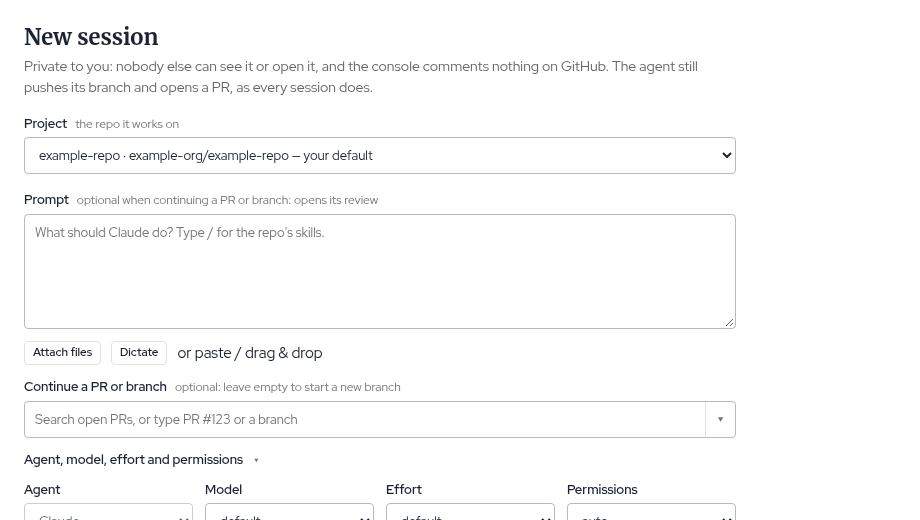 New session
Private to you: nobody else can see it or open it, and the console comments nothing on GitHub. The agent still
pushes its branch and opens a PR, as every session does.
Project the repo it works on
example-repo · example-org/example-repo — your default
Prompt optional when continuing a PR or branch: opens its review
What should Claude do? Type / for the repo's skills.
Attach files Dictate or paste / drag & drop
Continue a PR or branch optional: leave empty to start a new branch
Search open PRs, or type PR #123 or a branch
Agent, model, effort and permissions
Agent Model Effort Permissions
Claude default default auto